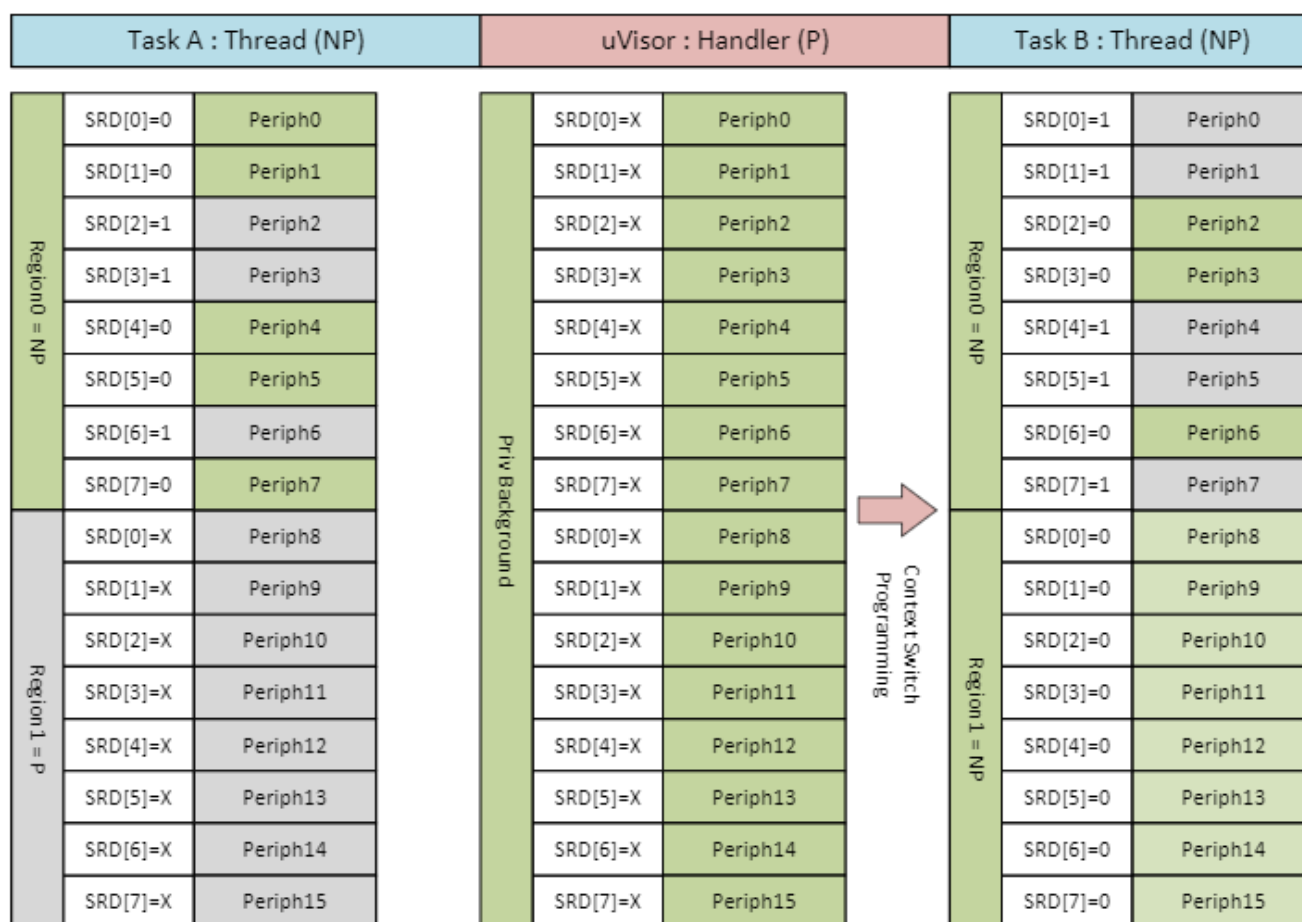 Task A : Thread (NP) uVisor : Handler (P) Task B : Thread (NP)
SRD[0]=0 Periph0 SRD[0]=X Periph0 SRD[0]=1 Periph0
SRD[1]=0 Periph1 SRD[1]=X Periph1 SRD[1]=1 Periph1
SRD[2]=1 Periph2 SRD[2]=X Periph2 SRD[2]=0 Periph2
SRD[3]=1 Periph3 SRD[3]=X Periph3 SRD[3]=0 Periph3
SRD[4]=0 Periph4 SRD[4]=X Periph4 SRD[4]=1 Periph4
SRD[5]=0 Periph5 SRD[5]=X Periph5 SRD[5]=1 Periph5
SRD[6]=1 Periph6 SRD[6]=X Periph6 SRD[6]=0 Periph6
SRD[7]=0 Periph7 SRD[7]=X Periph7 SRD[7]=1 Periph7
SRD[0]=X Periph8 SRD[0]=X Periph8 SRD[0]=0 Periph8
SRD[1]=X Periph9 SRD[1]=X Periph9 SRD[1]=0 Periph9
SRD[2]=X Periph10 SRD[2]=X Periph10 SRD[2]=0 Periph10
SRD[3]=X Periph11 SRD[3]=X Periph11 SRD[3]=0 Periph11
SRD[4]=X Periph12 SRD[4]=X Periph12 SRD[4]=0 Periph12
SRD[5]=X Periph13 SRD[5]=X Periph13 SRD[5]=0 Periph13
SRD[6]=X Periph14 SRD[6]=X Periph14 SRD[6]=0 Periph14
SRD[7]=X Periph15 SRD[7]=X Periph15 SRD[7]=0 Periph15
Region0 = NP
Region1 = P
Priv Background
Context Switch
Programming
Region0 = NP
Region1 = NP